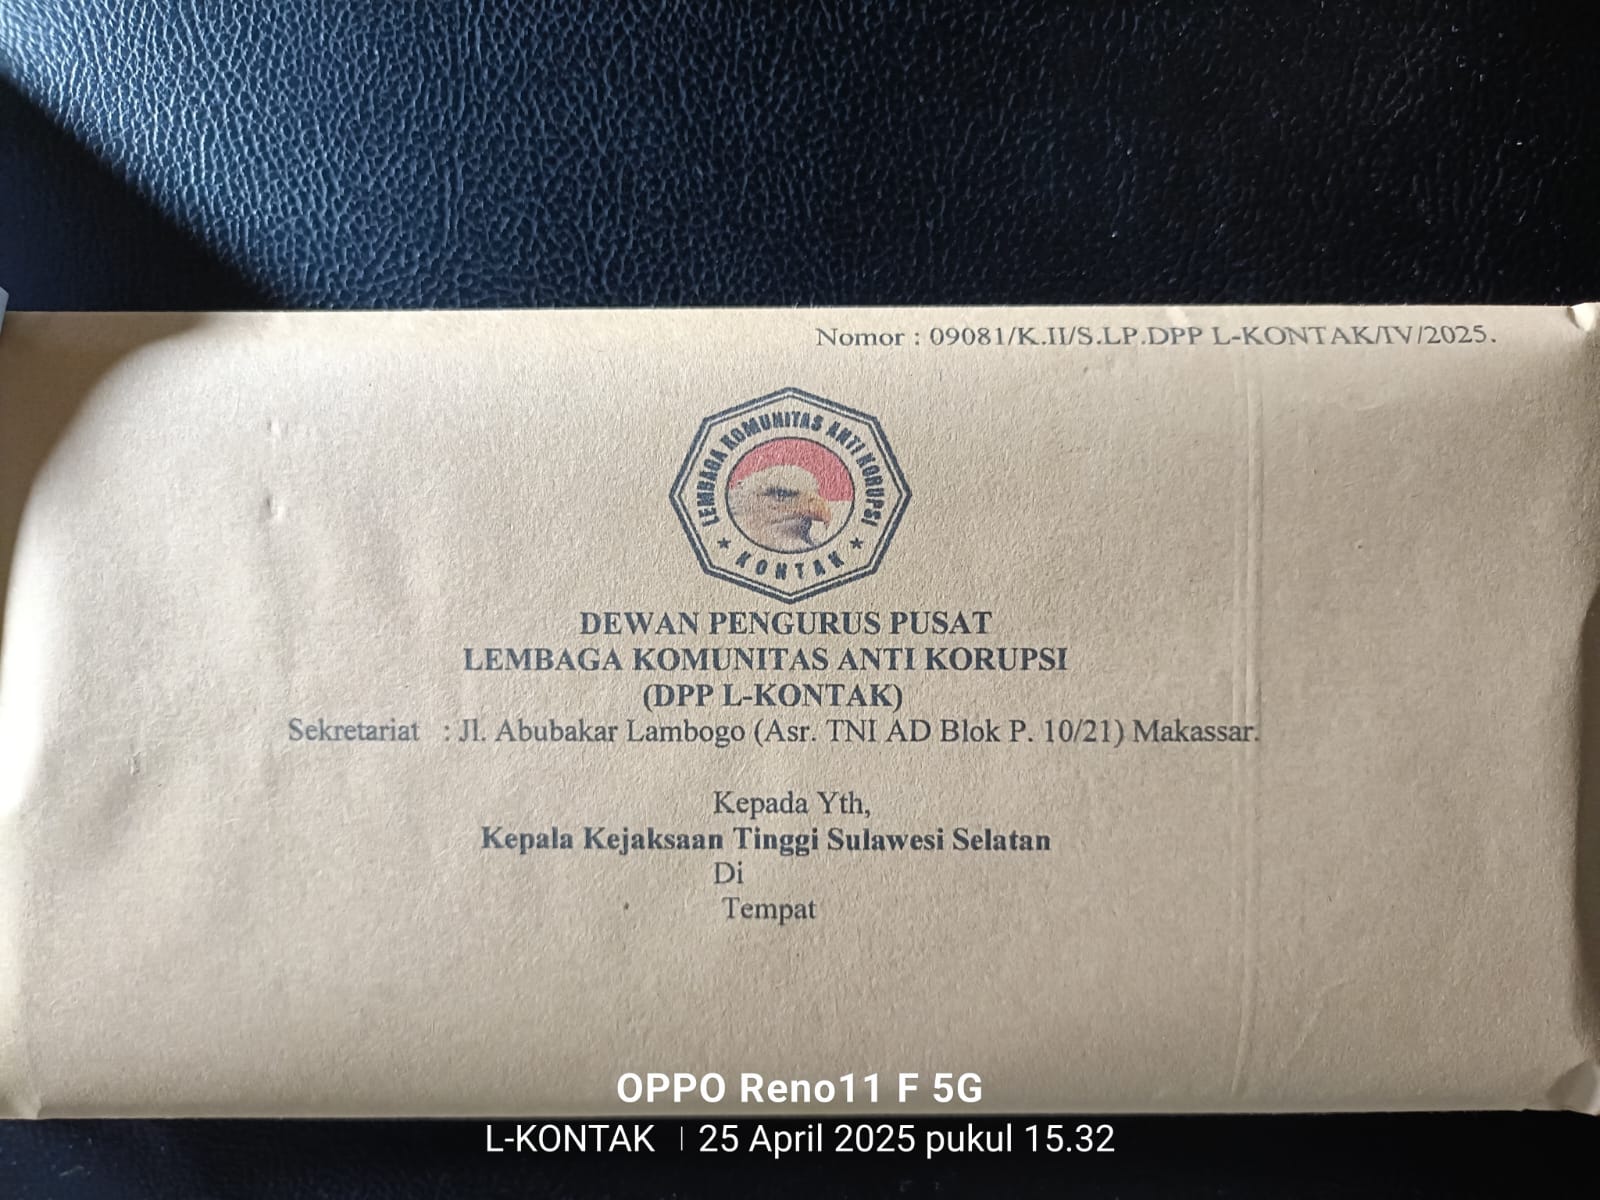 Nomor : 09081/K.II/S.LP.DPP L-KONTAK/IV/2025.
LEMBAGA KOMUNITAS ANTI KORUPSI
★ KONTAK ★
DEWAN PENGURUS PUSAT
LEMBAGA KOMUNITAS ANTI KORUPSI
(DPP L-KONTAK)
Sekretariat : Jl. Abubakar Lambogo (Asr. TNI AD Blok P. 10/21) Makassar.
Kepada Yth,
Kepala Kejaksaan Tinggi Sulawesi Selatan
Di
Tempat
OPPO Reno11 F 5G
L-KONTAK | 25 April 2025 pukul 15.32